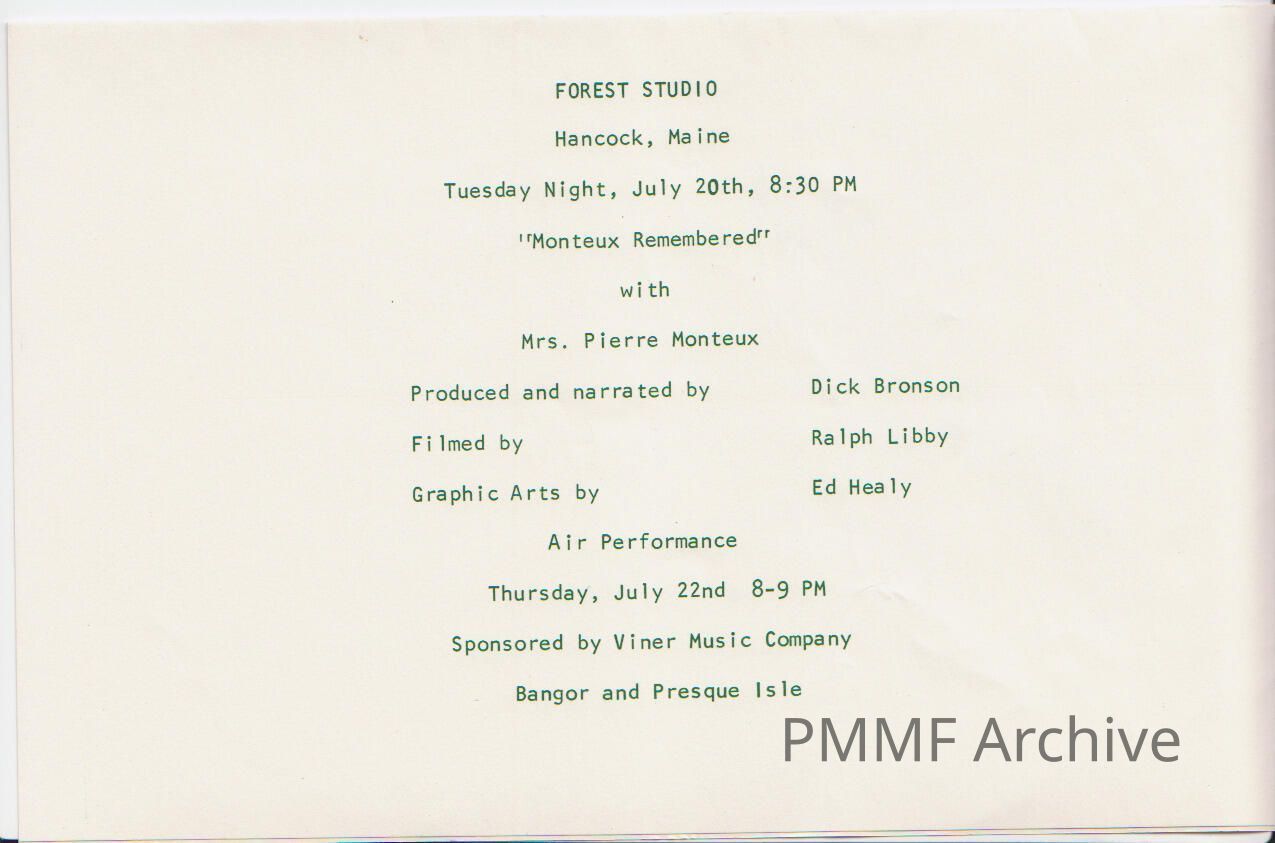 FOREST STUDIO
Hancock, Maine
Tuesday Night, July 20th, 8:30 PM
"Monteux Remembered"
with
Mrs. Pierre Monteux
Produced and narrated by Dick Bronson
Filmed by Ralph Libby
Graphic Arts by Ed Healy
Air Performance
Thursday, July 22nd 8-9 PM
Sponsored by Viner Music Company
Bangor and Presque Isle
PMMF Archive